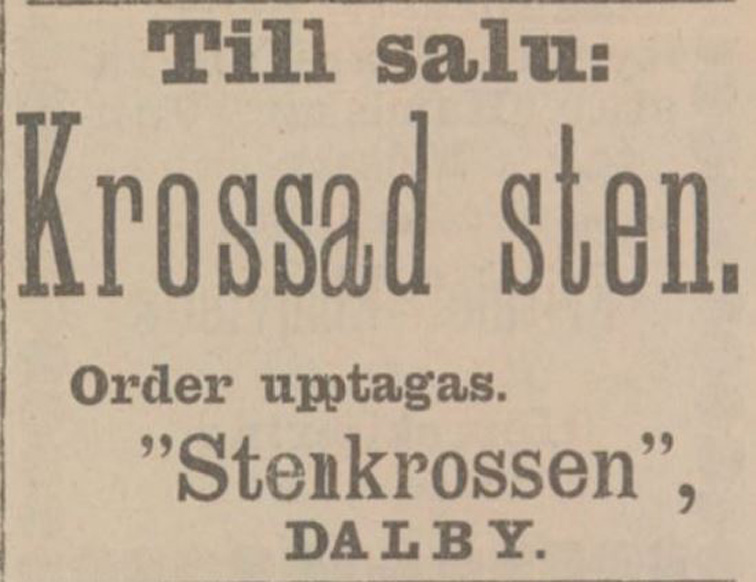 Till salu:
Krossad sten.
Order upptagas.
”Stenkrossen”,
DALBY.